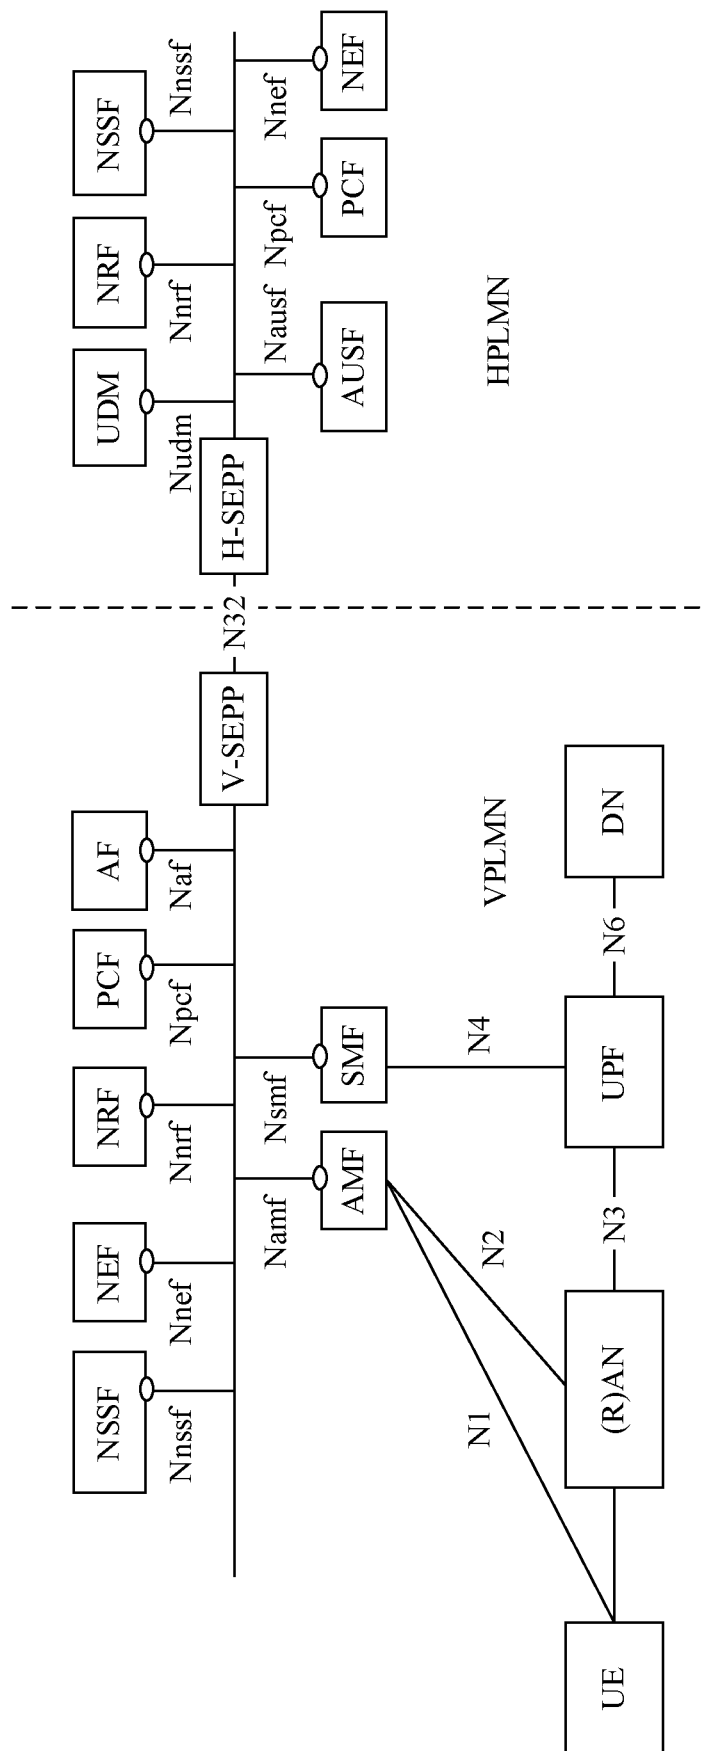 NSSF
NEF
NRF
PCF
AF
UDM
NRF
NSSF
Nnssf
Nnef
Nnrf
Npcf
Naf
Nudm
Nnrf
Nnssf
V-SEPP
N32
H-SEPP
Namf
Nsmf
Nausf
Npcf
Nnef
AMF
SMF
AUSF
PCF
NEF
N1
N2
N4
VPLMN
HPLMN
UE
(R)AN
N3
UPF
N6
DN